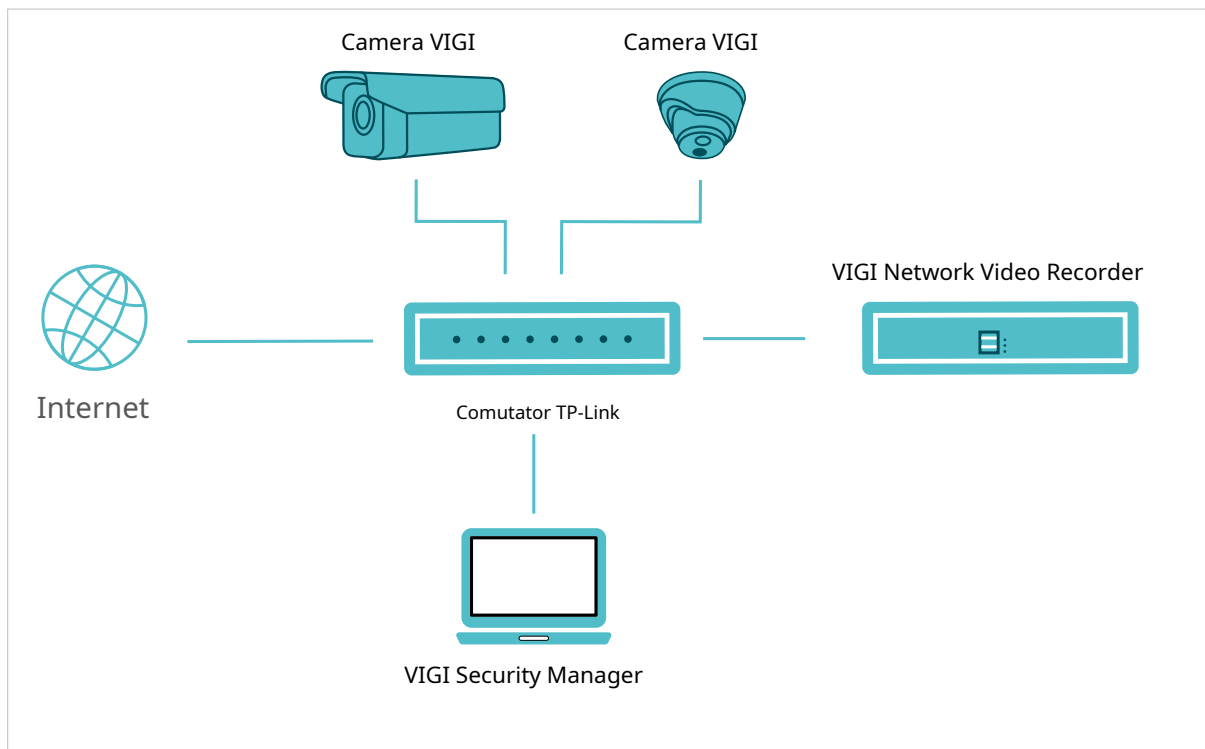 Camera VIGI
Camera VIGI
VIGI Network Video Recorder
Internet
Comutator TP-Link
VIGI Security Manager